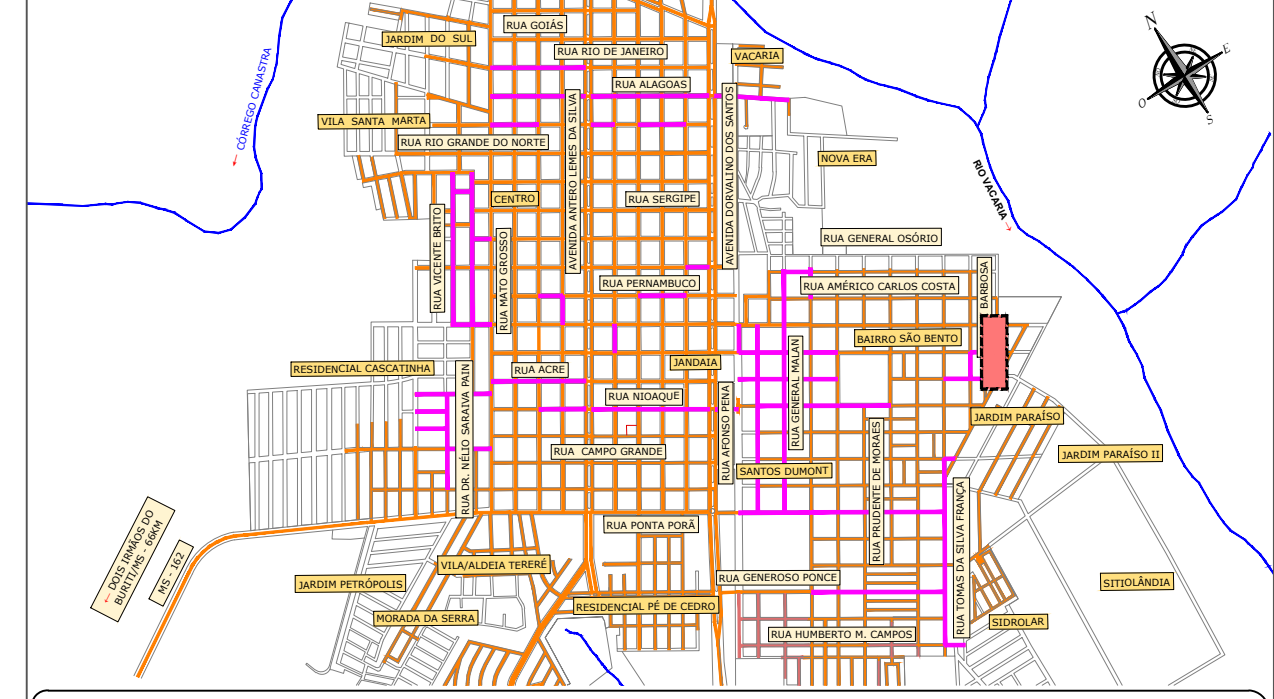 RUA GOIÁS
JARDIM DO SUL
RUA RIO DE JANEIRO
VACARIA
N
E
O
S
CÓRREGO CANASTRA
←
RUA ALAGOAS
VILA SANTA MARTA
RUA RIO GRANDE DO NORTE
AVENIDA ANTERO LEMES DA SILVA
AVENIDA DORVALINO DOS SANTOS
NOVA ERA
RIO VACARIA
→
CENTRO
RUA SERGIPE
RUA VICENTE BRITO
RUA MATO GROSSO
RUA GENERAL OSÓRIO
RUA PERNAMBUCO
RUA AMÉRICO CARLOS COSTA
BARBOSA
BAIRRO SÃO BENTO
RESIDENCIAL CASCATINHA
RUA ACRE
JANDAIA
RUA GENERAL MALAN
RUA NIOAQUE
RUA DR. NÉLIO SARAIVA PAIN
RUA AFONSO PENA
JARDIM PARAÍSO
RUA CAMPO GRANDE
JARDIM PARAÍSO II
SANTOS DUMONT
RUA PRUDENTE DE MORAES
RUA TOMAS DA SILVA FRANÇA
RUA PONTA PORÃ
← DOIS IRMÃOS DO
BURITI/MS - 66KM
MS - 162
VILA/ALDEIA TERERÉ
JARDIM PETRÓPOLIS
RUA GENEROSO PONCE
SITIOLÂNDIA
RESIDENCIAL PÉ DE CEDRO
MORADA DA SERRA
SIDROLAR
RUA HUMBERTO M. CAMPOS